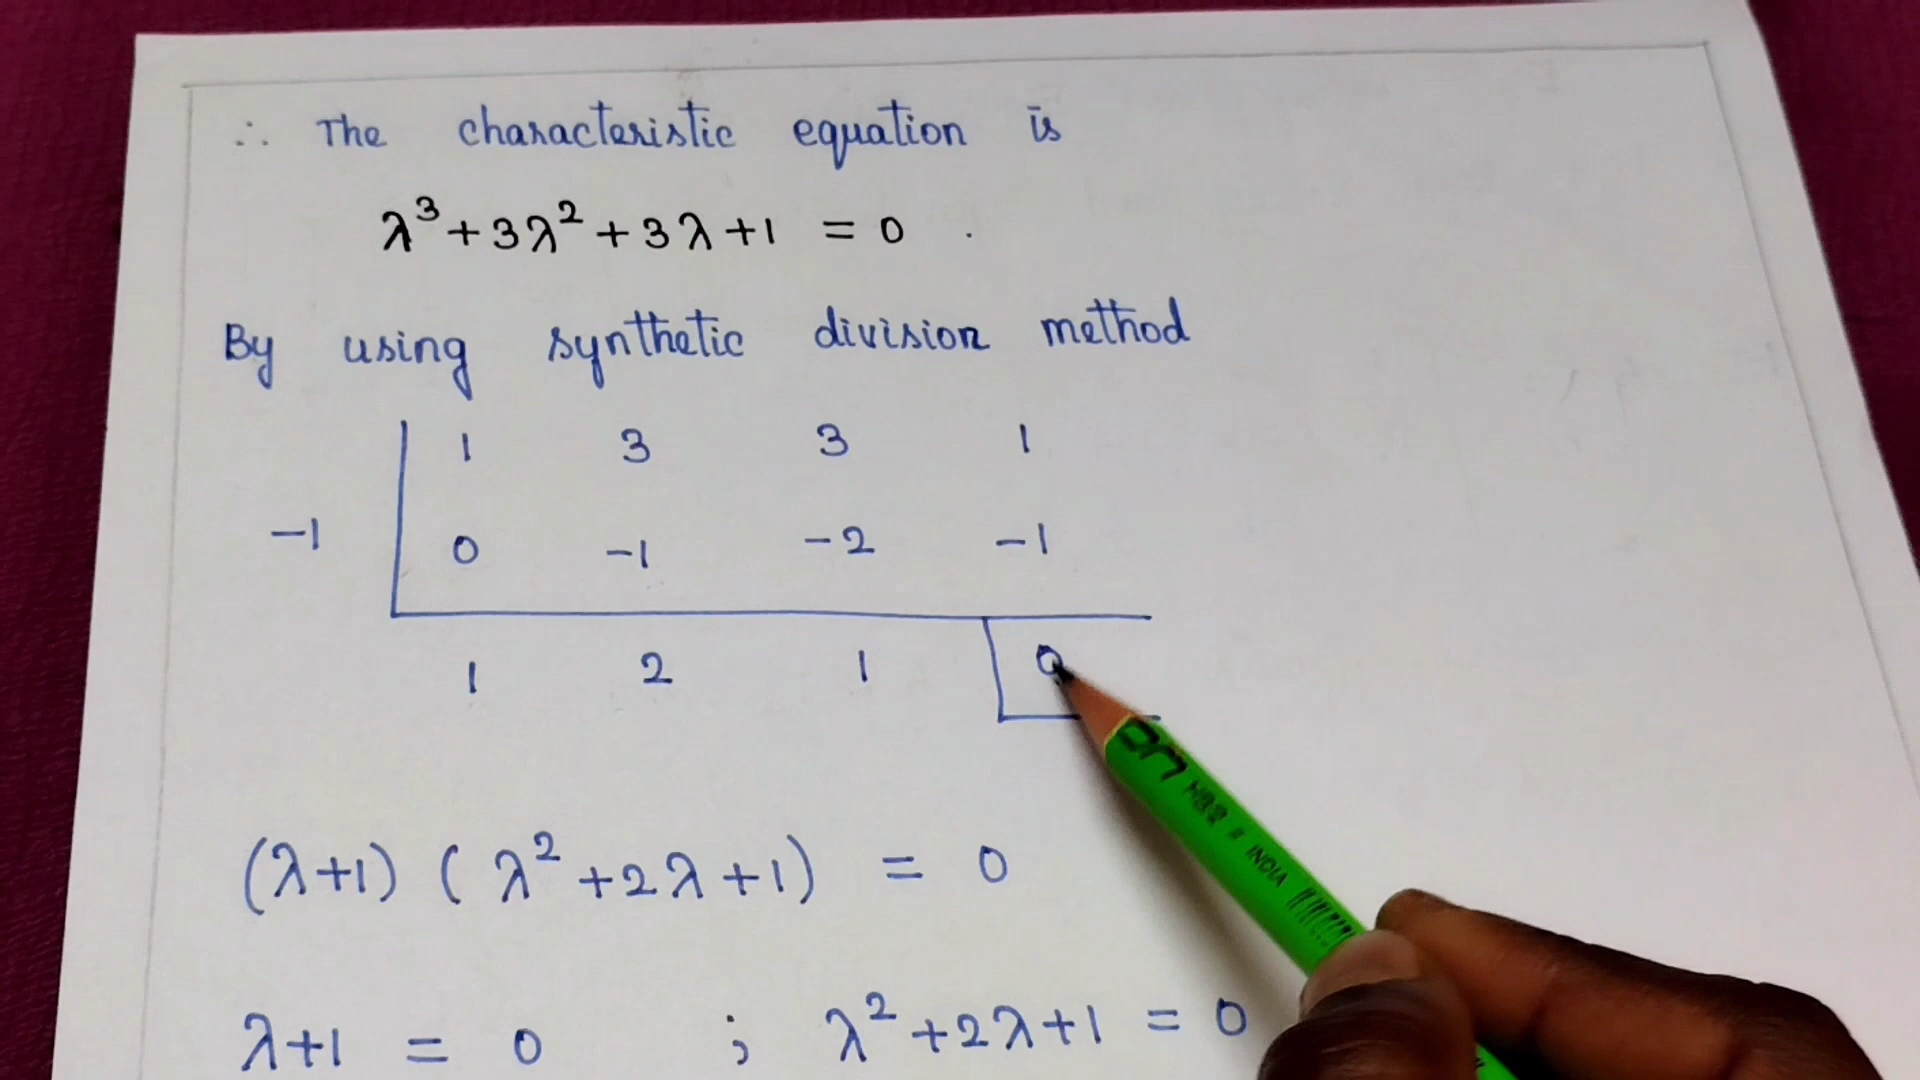 ∴ The characteristic equation is
λ³+3λ²+3λ+1 = 0 .
By using synthetic division method
1 3 3 1
-1 0 -1 -2 -1
1 2 1 0
(λ+1) (λ²+2λ+1) = 0
λ+1 = 0 ; λ²+2λ+1 = 0
INDIA